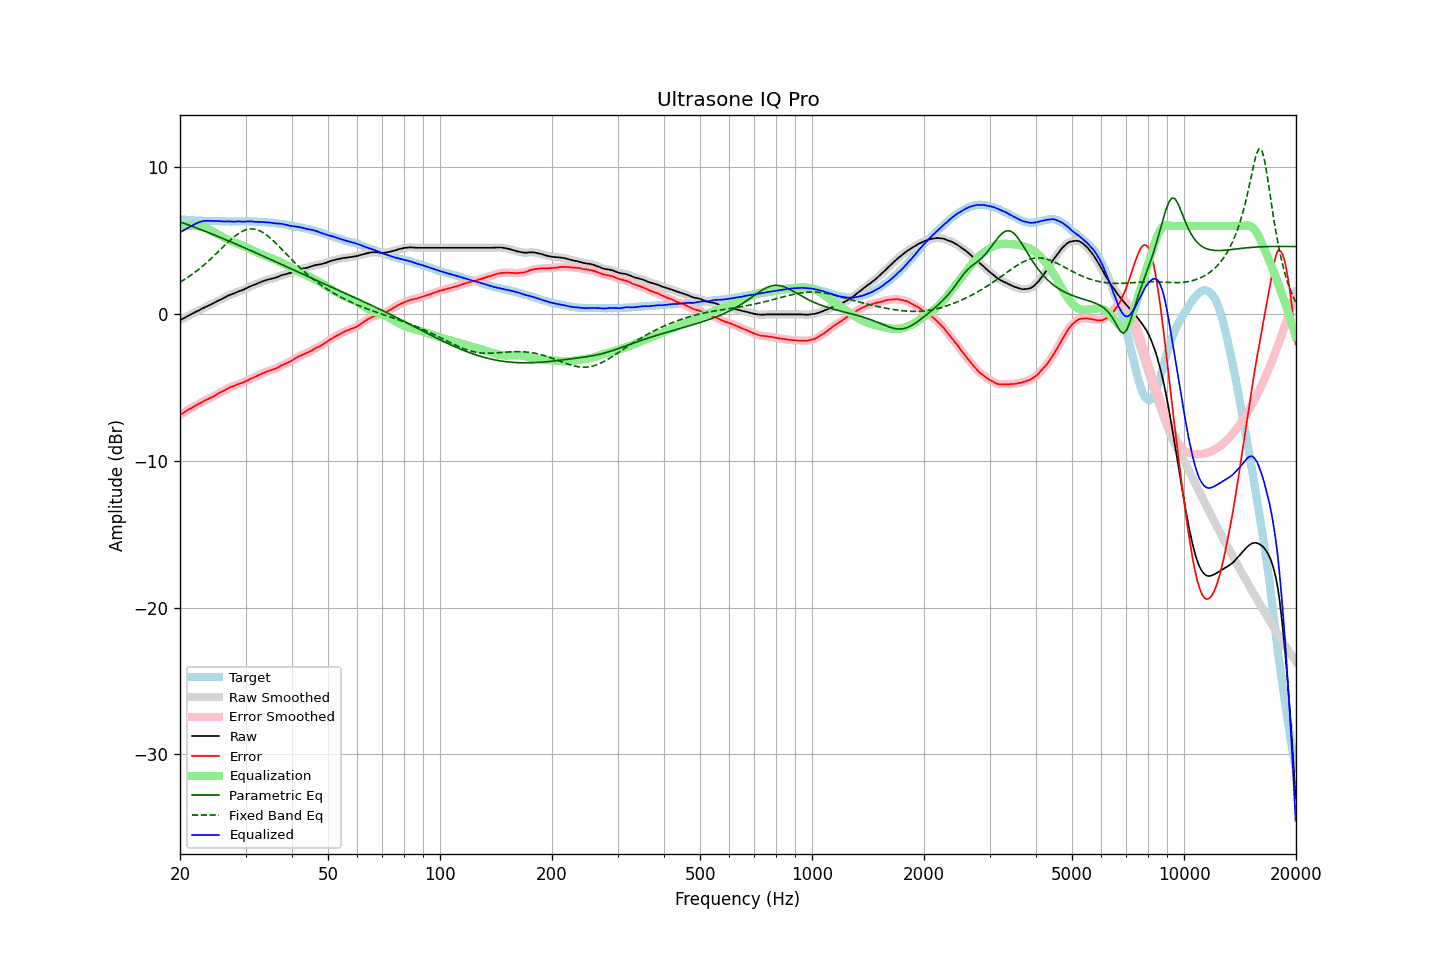 Ultrasone IQ Pro
Amplitude (dBr)
10
0
−10
−20
−30
Target
Raw Smoothed
Error Smoothed
Raw
Error
Equalization
Parametric Eq
Fixed Band Eq
Equalized
20 50 100 200 500 1000 2000 5000 10000 20000
Frequency (Hz)